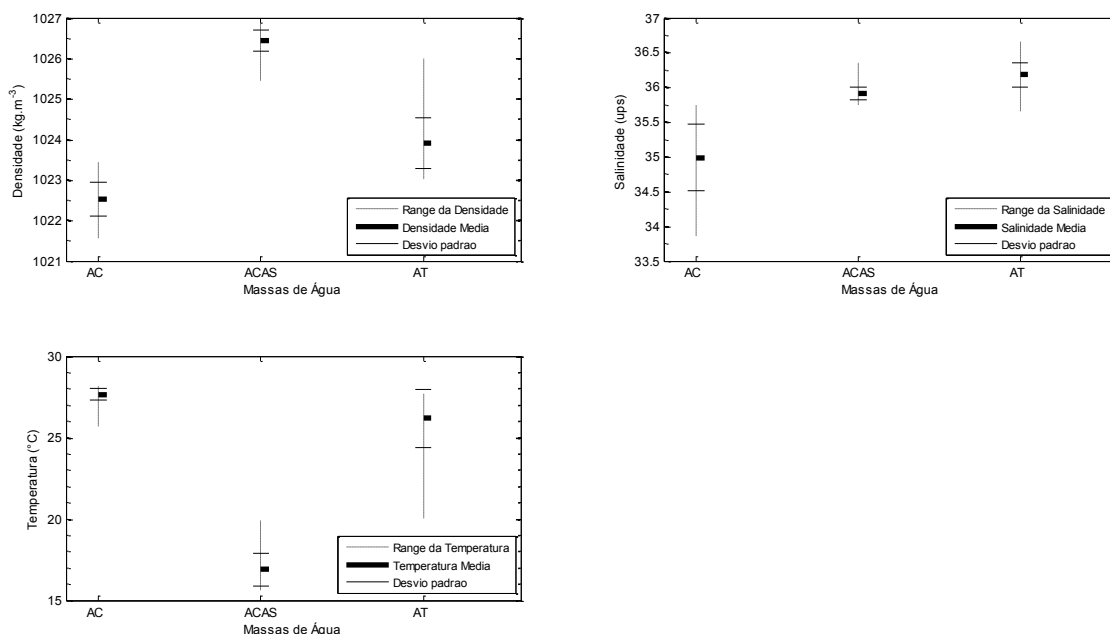 1027
1026
1025
1024
1023
1022
1021
Densidade (kg.m⁻³)
Range da Densidade
Densidade Media
Desvio padrao
AC
ACAS
AT
Massas de Água
37
36.5
36
35.5
35
34.5
34
33.5
Salinidade (ups)
Range da Salinidade
Salinidade Media
Desvio padrao
AC
ACAS
AT
Massas de Água
30
25
20
15
Temperatura (°C)
Range da Temperatura
Temperatura Media
Desvio padrao
AC
ACAS
AT
Massas de Água